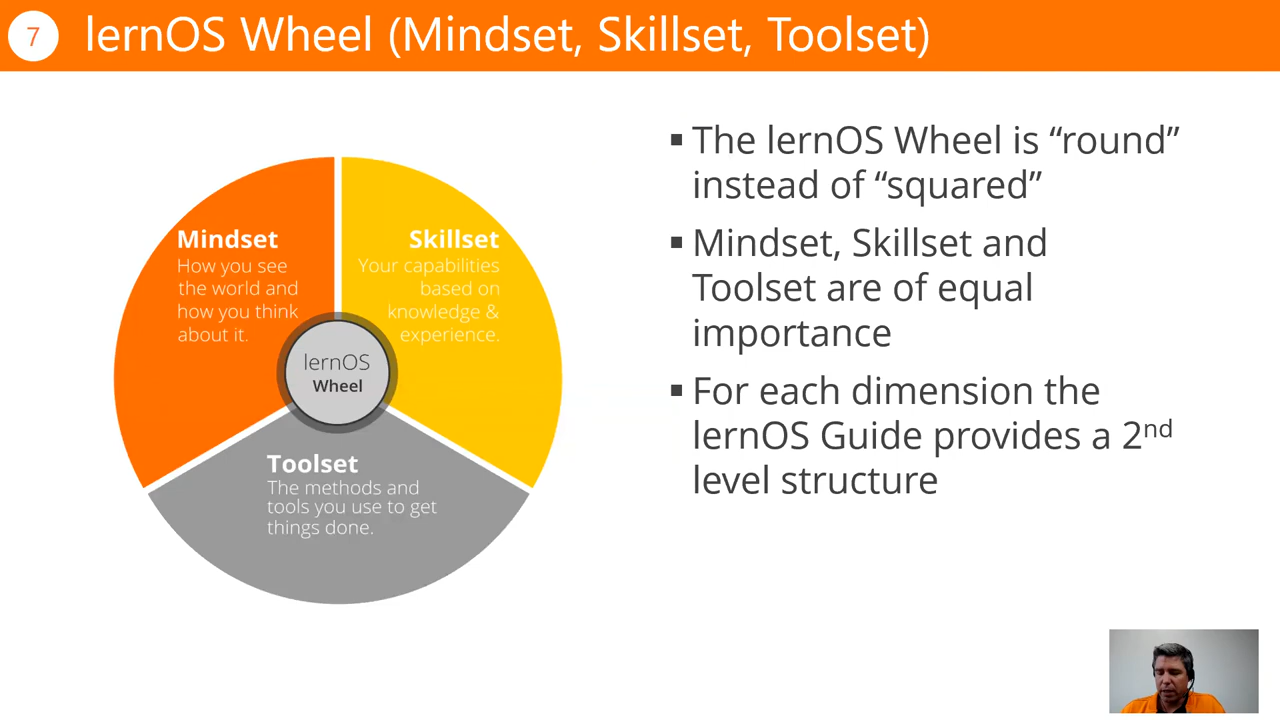 7
lernOS Wheel (Mindset, Skillset, Toolset)
Mindset
How you see
the world and
how you think
about it.
Skillset
Your capabilities
based on
knowledge &
experience.
lernOS
Wheel
Toolset
The methods and
tools you use to get
things done.
▪ The lernOS Wheel is “round”
instead of “squared”
▪ Mindset, Skillset and
Toolset are of equal
importance
▪ For each dimension the
lernOS Guide provides a 2nd
level structure